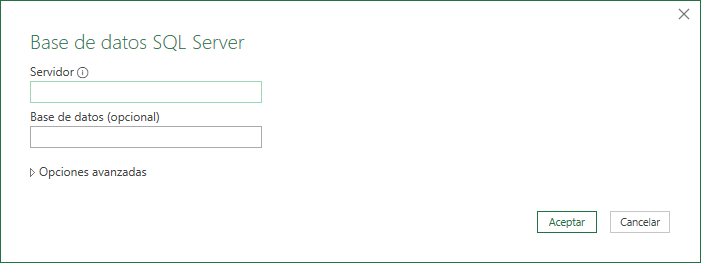 Base de datos SQL Server
Servidor
Base de datos (opcional)
Opciones avanzadas
Aceptar
Cancelar